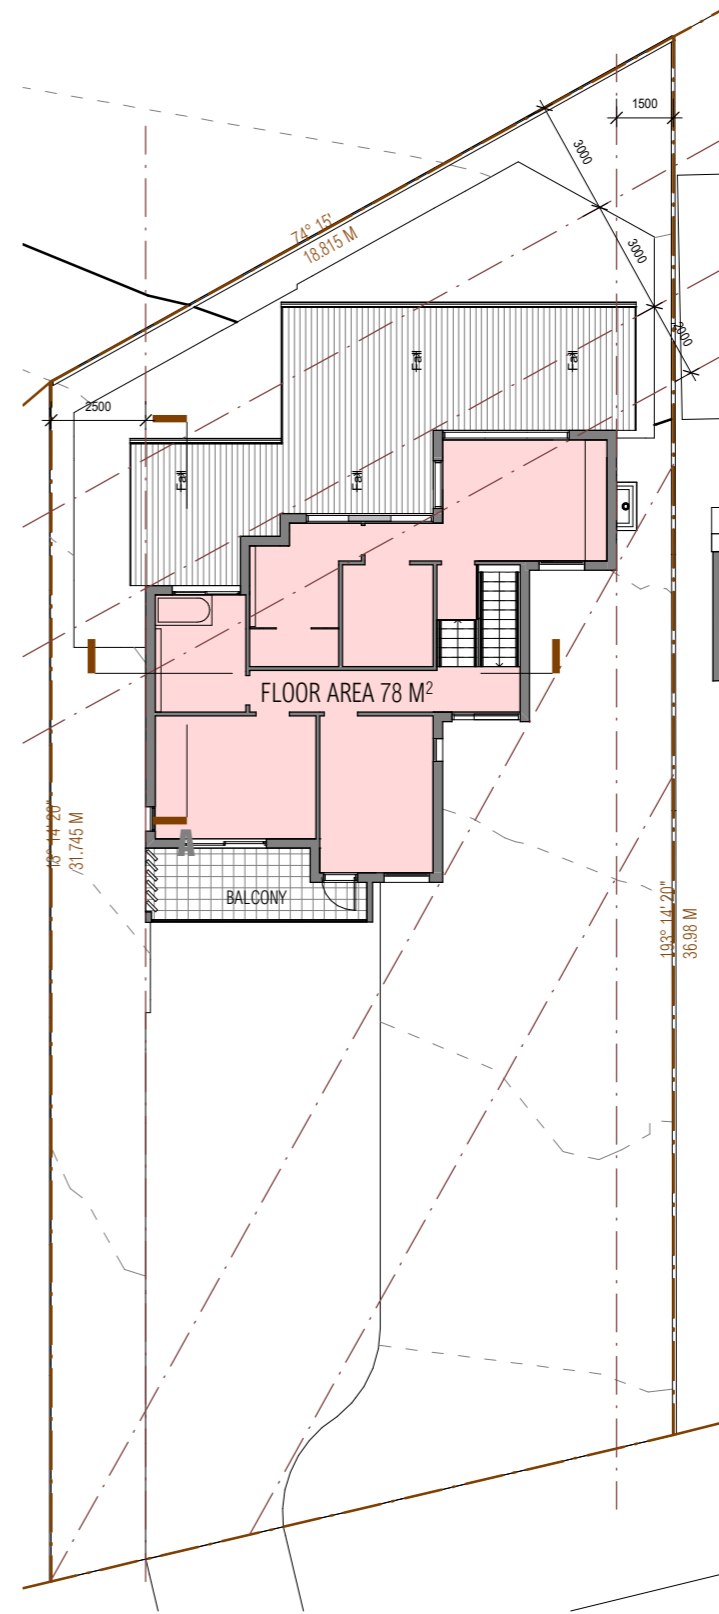 1500
3000
74° 15'
18.815 M
3000
2000
Fall
Fall
2500
Fall
Fall
FLOOR AREA 78 M²
13° 14' 20"
31.745 M
A
BALCONY
193° 14' 20"
36.98 M